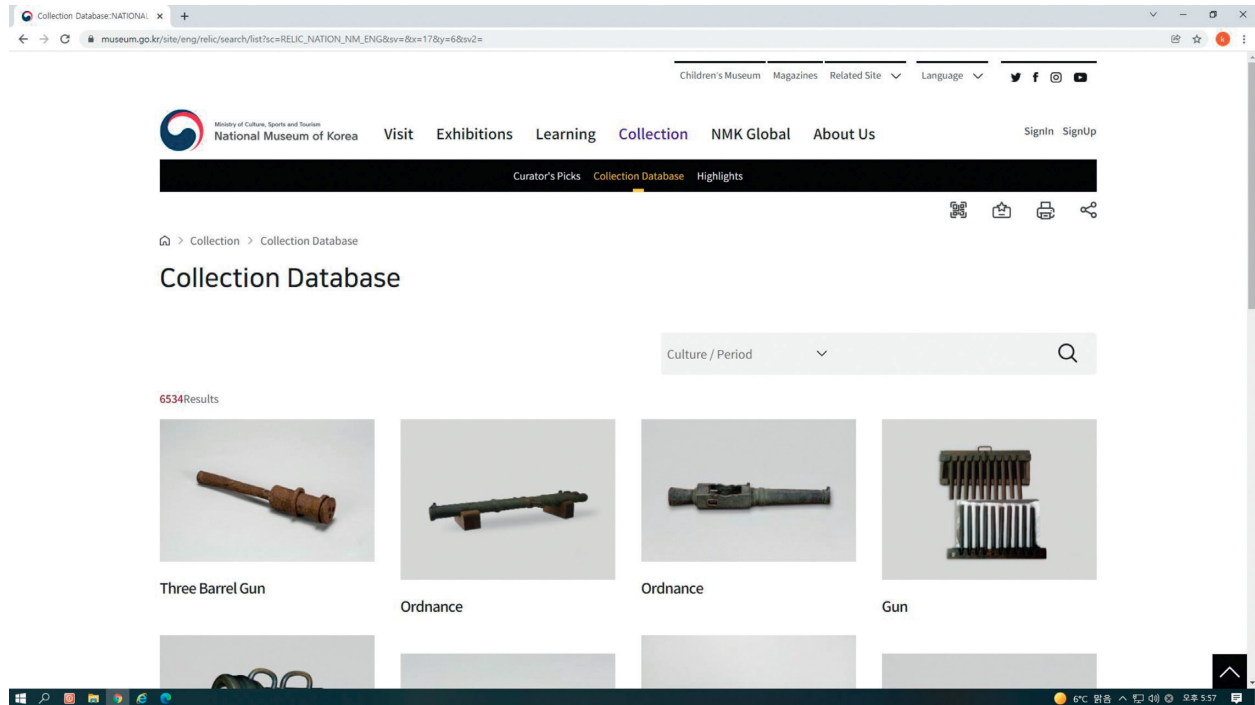 Collection Database::NATIONAL
museum.go.kr/site/eng/relic/search/list?sc=RELIC_NATION_NM_ENG&sv=&x=17&y=6&sv2=
k
Children's Museum Magazines Related Site Language
Ministry of Culture, Sports and Tourism
National Museum of Korea
Visit Exhibitions Learning Collection NMK Global About Us
SignIn SignUp
Curator's Picks Collection Database Highlights
Collection > Collection Database
Collection Database
Culture / Period
6534Results
Three Barrel Gun
Ordnance
Ordnance
Gun
6°C 맑음 오후 5:57